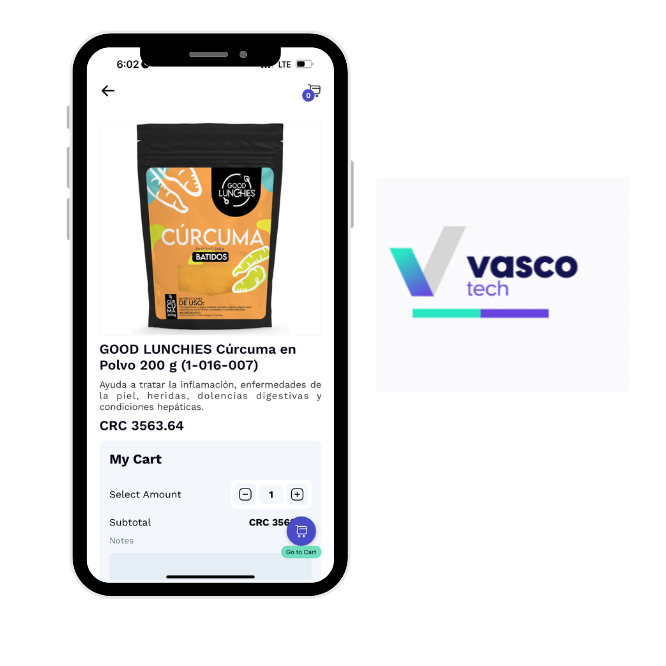 6:02
LTE
0
GOOD
LUNCHIES
CÚRCUMA
BATIDOS
DE USO:
GOOD LUNCHIES Cúrcuma en
Polvo 200 g (1-016-007)
Ayuda a tratar la inflamación, enfermedades de
la piel, heridas, dolencias digestivas y
condiciones hepáticas.
CRC 3563.64
My Cart
Select Amount
1
Subtotal
CRC 356
Notes
Go to Cart
vasco
tech